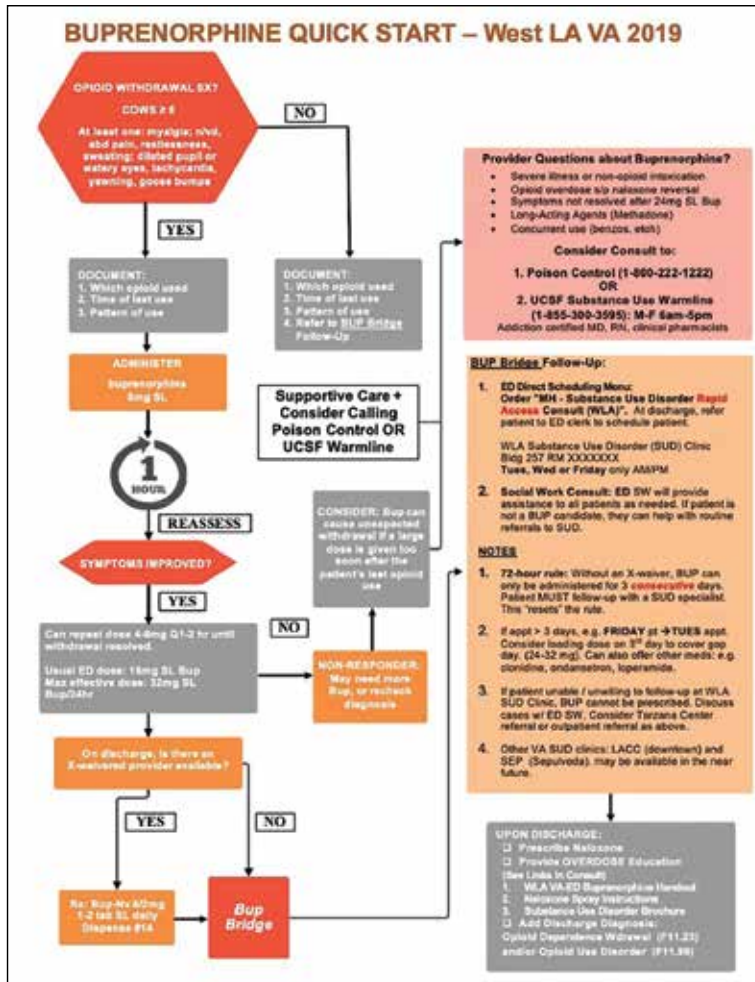 BUPRENORPHINE QUICK START – West LA VA 2019
OPIOID WITHDRAWAL SX?
At least one: myalgia; n/vd,
abd pain, restlessness,
sweating; dilated pupil or
watery eyes, tachycardia,
yawning, goose bumps
NO
YES
DOCUMENT:
1. Which opioid used
2. Time of last use
3. Pattern of use
DOCUMENT:
1. Which opioid used
2. Time of last use
3. Pattern of use
4. Refer to BUP Bridge
Follow-Up
ADMINISTER
buprenorphine
SL
1
HOUR
REASSESS
SYMPTOMS IMPROVED?
YES
NO
Can repeat dose Q1-2 hr until
withdrawal resolved.
Usual ED dose: 16mg SL Bup
Max effective dose: 32mg SL
Bup/24hr
NON-RESPONDER:
May need more
Bup, or recheck
diagnosis
CONSIDER: Bup can
cause unexpected
withdrawal if a large
dose is given too
soon after the
patient's last opioid
use
Supportive Care +
Consider Calling
Poison Control OR
UCSF Warmline
On discharge, is there an
X-waivered provider available?
YES
NO
1-2 tab SL daily
Dispense #14
Bup
Bridge
Provider Questions about Buprenorphine?
• Severe illness or non-opioid intoxication
• Opioid overdose s/p naloxone reversal
• Symptoms not resolved after 24mg SL Bup
• Long-Acting Agents (Methadone)
• Concurrent use (benzos, etoh)
Consider Consult to:
1. Poison Control (1-800-222-1222)
OR
2. UCSF Substance Use Warmline
(1-855-300-3595): M-F 6am-5pm
Addiction certified MD, RN, clinical pharmacists
BUP Bridge Follow-Up:
1. ED Direct Scheduling Menu:
Order "MH - Substance Use Disorder Rapid
Access Consult (WLA)". At discharge, refer
patient to ED clerk to schedule patient.
WLA Substance Use Disorder (SUD) Clinic
Bldg 257 RM XXXXXXX
Tues, Wed or Friday only AM/PM
2. Social Work Consult: ED SW will provide
assistance to all patients as needed. If patient is
not a BUP candidate, they can help with routine
referrals to SUD.
NOTES
1. 72-hour rule: Without an X-waiver, BUP can
only be administered for 3 consecutive days.
Patient MUST follow-up with a SUD specialist.
This "resets" the rule.
2. If appt > 3 days, e.g. FRIDAY pt → TUES appt.
Consider loading dose on 3rd day to cover gap
day. (24-32 mg). Can also offer other meds: e.g.
clonidine, ondansetron, loperamide.
3. If patient unable / unwilling to follow-up at WLA
SUD Clinic, BUP cannot be prescribed. Discuss
cases w/ ED SW. Consider Tarzana Center
referral or outpatient referral as above.
4. Other VA SUD clinics: LACC (downtown) and
SEP (Sepulveda). may be available in the near
future.
UPON DISCHARGE:
☐ Prescribe Naloxone
☐ Provide OVERDOSE Education
(See Links In Consult)
1. WLA VA-ED Buprenorphine Handout
2. Naloxone Spray Instructions
3. Substance Use Disorder Brochure
☐ Add Discharge Diagnosis:
Opioid Dependence Wdrawal (F11.23)
and/or Opioid Use Disorder